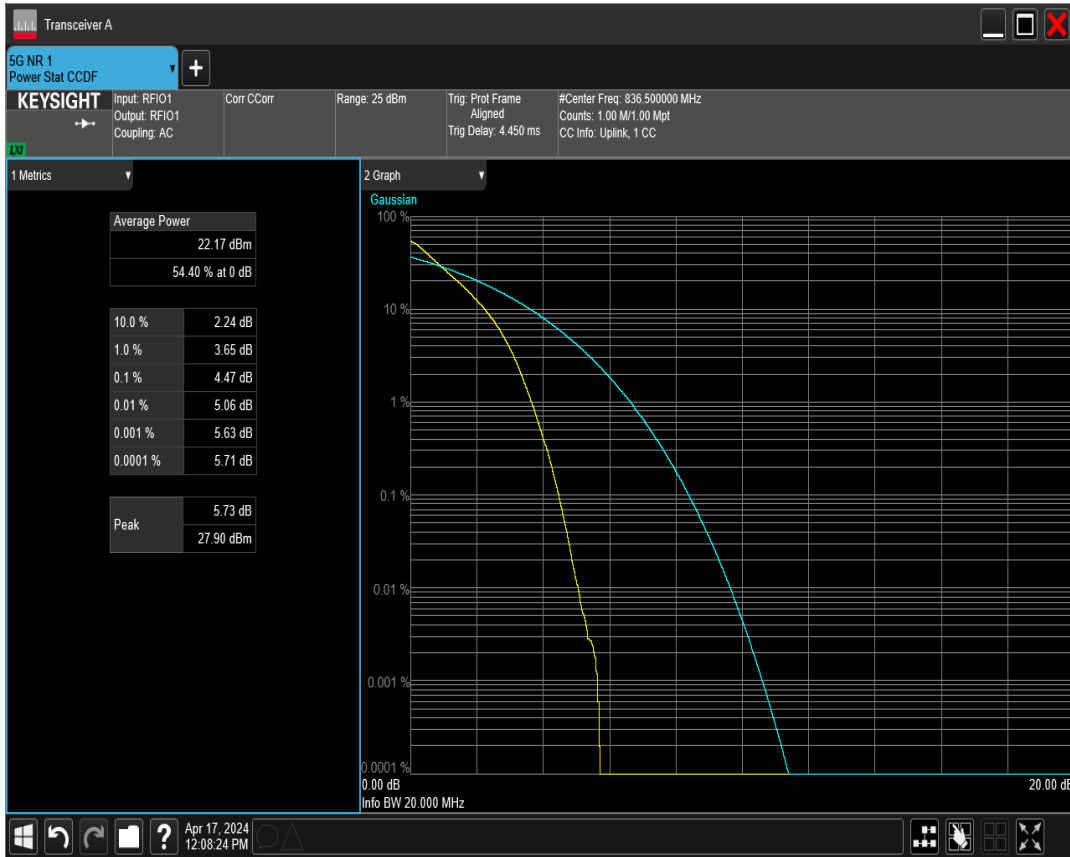 Transceiver A
5G NR 1
Power Stat CCDF
+
KEYSIGHT
LXI
Input: RFIO1
Output: RFIO1
Coupling: AC
Corr CCorr
Range: 25 dBm
Trig: Prot Frame
Aligned
Trig Delay: 4.450 ms
#Center Freq: 836.500000 MHz
Counts: 1.00 M/1.00 Mpt
CC Info: Uplink, 1 CC
1 Metrics
Average Power
22.17 dBm
54.40 % at 0 dB
10.0 % 2.24 dB
1.0 % 3.65 dB
0.1 % 4.47 dB
0.01 % 5.06 dB
0.001 % 5.63 dB
0.0001 % 5.71 dB
Peak 5.73 dB
27.90 dBm
2 Graph
Gaussian
100 %
10 %
1 %
0.1 %
0.01 %
0.001 %
0.0001 %
0.00 dB 20.00 dB
Info BW 20.000 MHz
?
Apr 17, 2024
12:08:24 PM